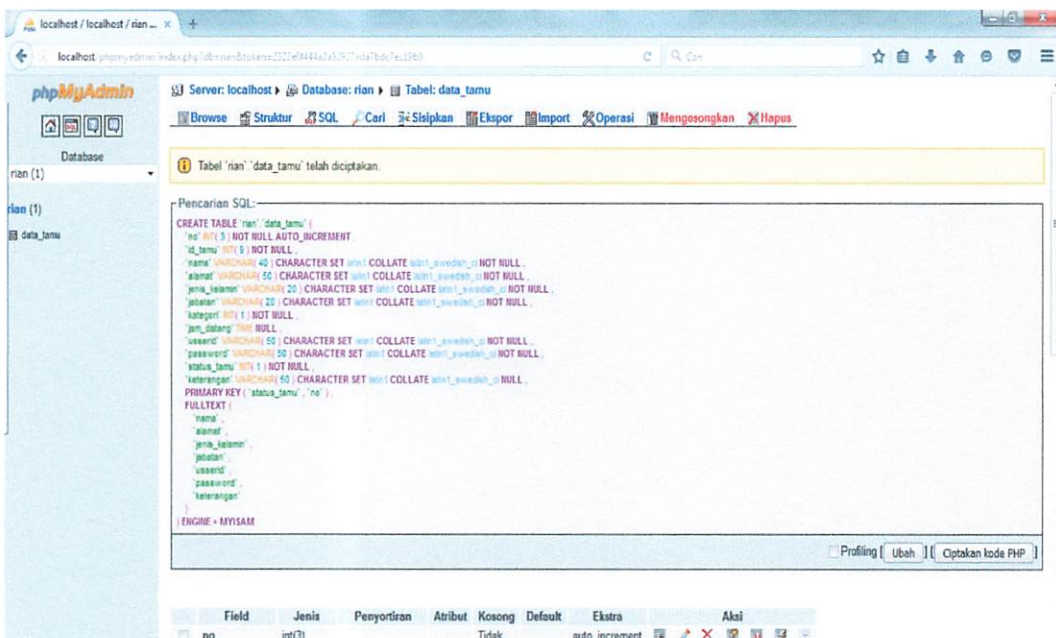 localhost / localhost / rian ...
localhost
phpMyAdmin
Database
rian (1)
rian (1)
data_tamu
Server: localhost ▸ Database: rian ▸ Tabel: data_tamu
Browse Struktur SQL Cari Sisipkan Ekspor Import Operasi Mengosongkan Hapus
Tabel `rian`.`data_tamu` telah diciptakan.
Pencarian SQL:
CREATE TABLE `rian`.`data_tamu` (
`no` INT( 3 ) NOT NULL AUTO_INCREMENT ,
`id_tamu` INT( 9 ) NOT NULL ,
`nama` VARCHAR( 40 ) CHARACTER SET latin1 COLLATE latin1_swedish_ci NOT NULL ,
`alamat` VARCHAR( 50 ) CHARACTER SET latin1 COLLATE latin1_swedish_ci NOT NULL ,
`jenis_kelamin` VARCHAR( 20 ) CHARACTER SET latin1 COLLATE latin1_swedish_ci NOT NULL ,
`jabatan` VARCHAR( 20 ) CHARACTER SET latin1 COLLATE latin1_swedish_ci NOT NULL ,
`kategori` INT( 1 ) NOT NULL ,
`jam_datang` TIME NULL ,
`usserid` VARCHAR( 50 ) CHARACTER SET latin1 COLLATE latin1_swedish_ci NOT NULL ,
`password` VARCHAR( 50 ) CHARACTER SET latin1 COLLATE latin1_swedish_ci NOT NULL ,
`status_tamu` INT( 1 ) NOT NULL ,
`keterangan` VARCHAR( 50 ) CHARACTER SET latin1 COLLATE latin1_swedish_ci NULL ,
PRIMARY KEY ( `status_tamu` , `no` ) ,
FULLTEXT (
`nama` ,
`alamat` ,
`jenis_kelamin` ,
`jabatan` ,
`usserid` ,
`password` ,
`keterangan`
)
) ENGINE = MYISAM
Profiling [ Ubah ] [ Ciptakan kode PHP ]
Field Jenis Penyortiran Atribut Kosong Default Ekstra Aksi
no int(3) Tidak auto_increment